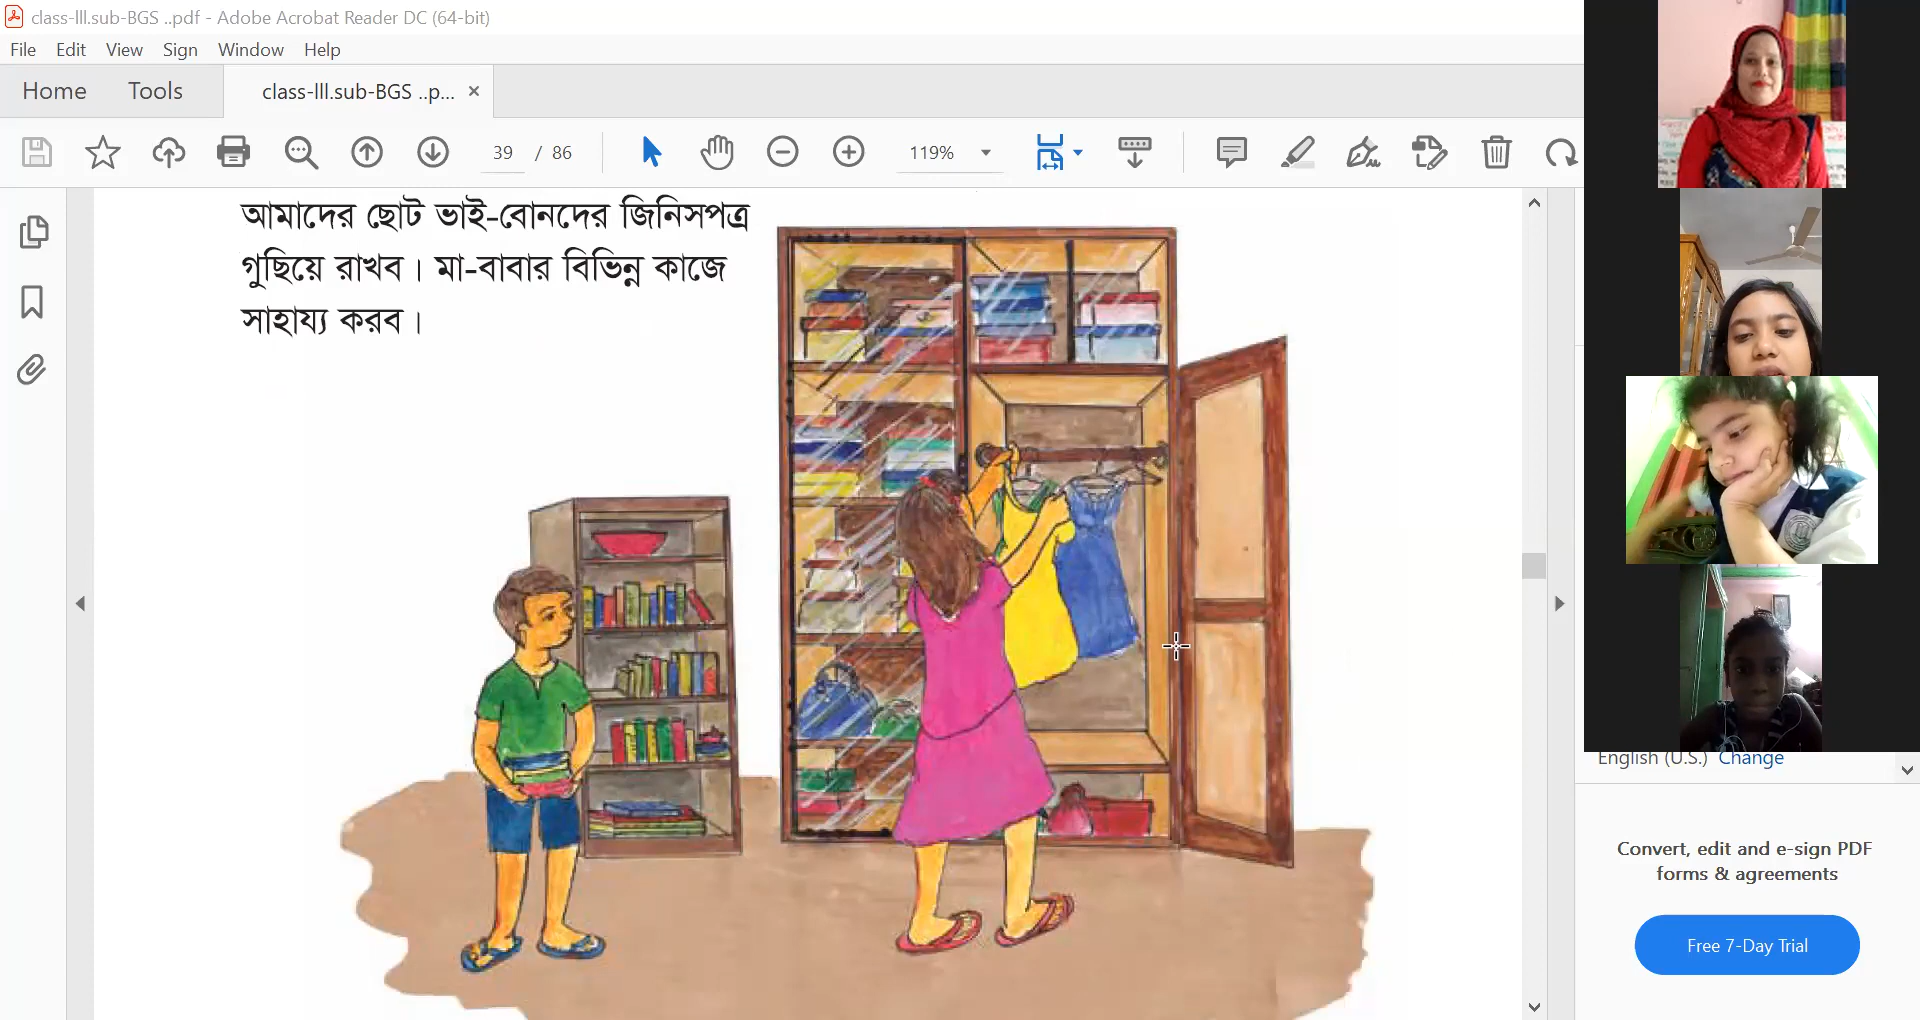 class-lll.sub-BGS ..pdf - Adobe Acrobat Reader DC (64-bit)
File Edit View Sign Window Help
Home Tools class-lll.sub-BGS ..p... ×
39 / 86 119%
আমাদের ছোট ভাই-বোনদের জিনিসপত্র
গুছিয়ে রাখব। মা-বাবার বিভিন্ন কাজে
সাহায্য করব।
English (U.S.) Change
Convert, edit and e-sign PDF
forms & agreements
Free 7-Day Trial